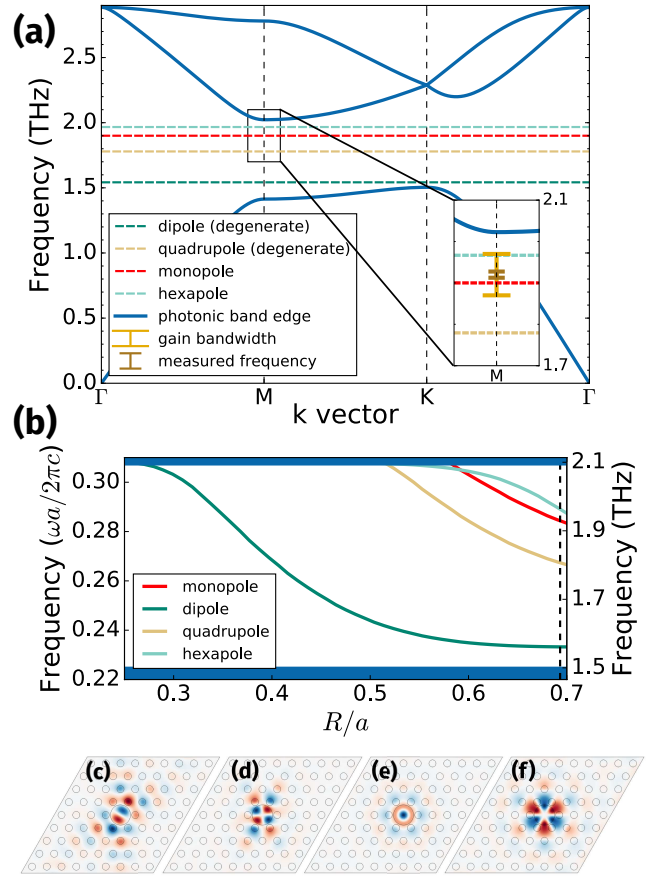 (a)
Frequency (THz)
2.5
2.0
1.5
1.0
0.5
0.0
dipole (degenerate)
quadrupole (degenerate)
monopole
hexapole
photonic band edge
gain bandwidth
measured frequency
2.1
1.7
M
Γ
M
K
Γ
k vector
(b)
Frequency (ωa/2πc)
0.30
0.28
0.26
0.24
0.22
monopole
dipole
quadrupole
hexapole
2.1
1.9
1.7
1.5
Frequency (THz)
0.3
0.4
0.5
0.6
0.7
R/a
(c)
(d)
(e)
(f)